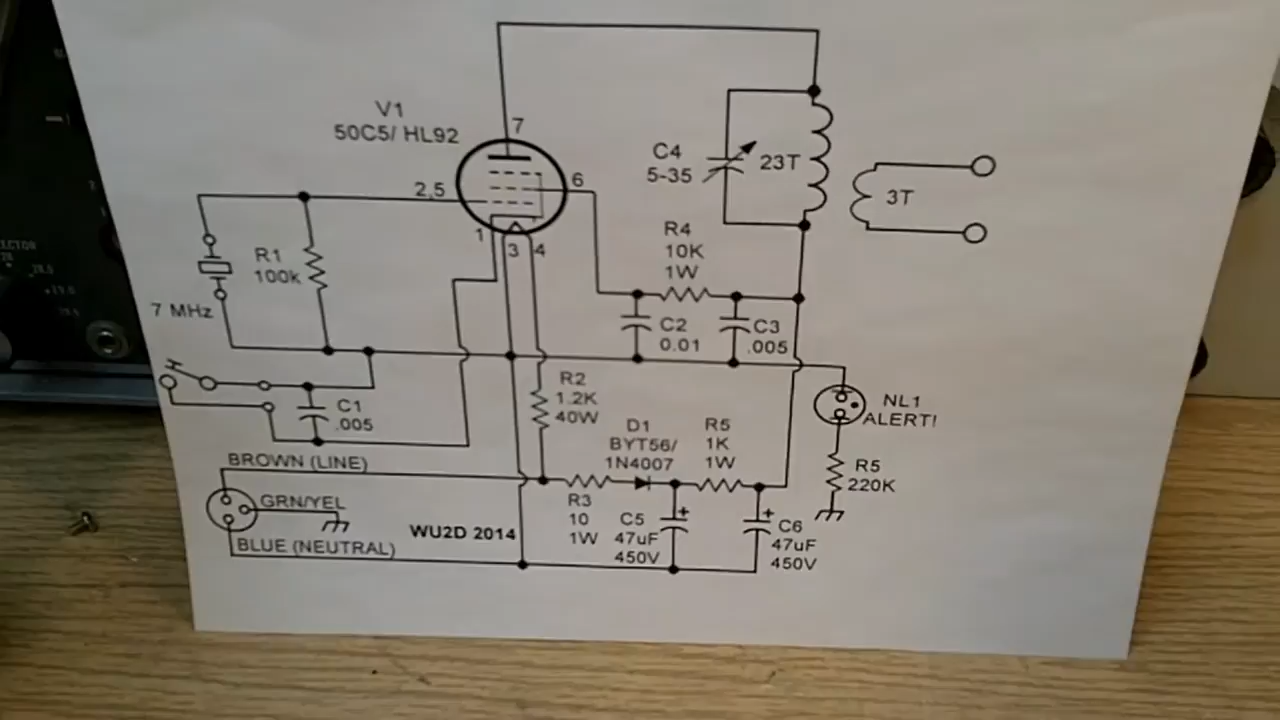 V1
50C5/ HL92
7
2,5
6
1
3
4
C4
5-35
23T
3T
R1
100k
7 MHz
R4
10K
1W
C2
0.01
C3
.005
C1
.005
R2
1.2K
40W
NL1
ALERT!
D1
BYT56/
1N4007
R5
1K
1W
R5
220K
BROWN (LINE)
GRN/YEL
BLUE (NEUTRAL)
WU2D 2014
R3
10
1W
C5
47uF
450V
+
C6
47uF
450V
+